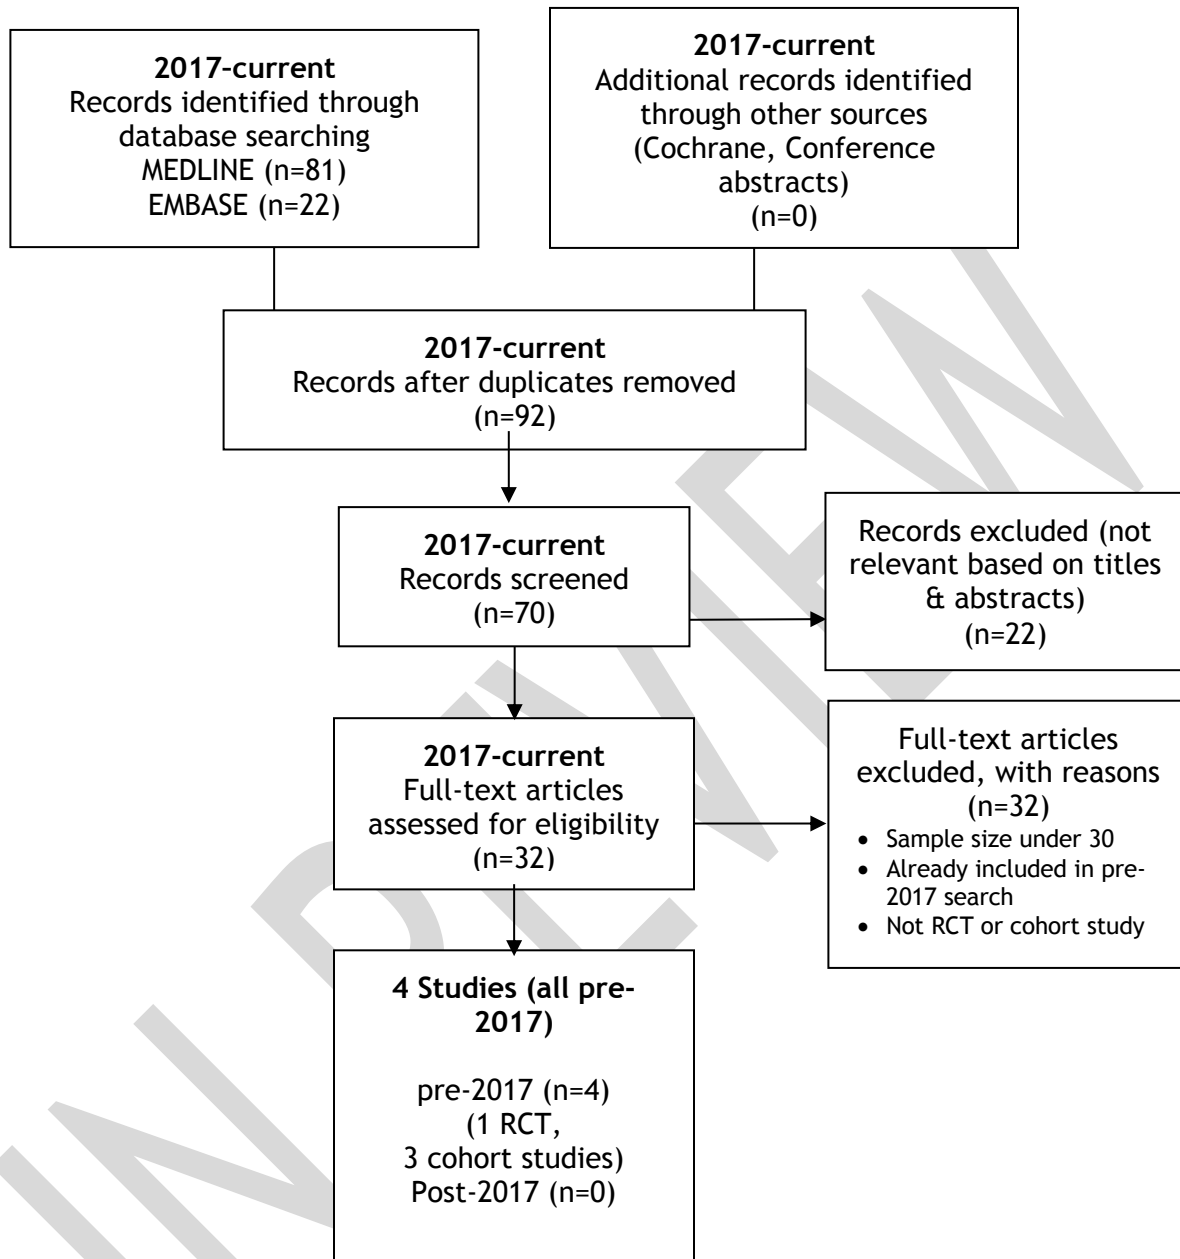 2017-current
Records identified through
database searching
MEDLINE (n=81)
EMBASE (n=22)
2017-current
Additional records identified
through other sources
(Cochrane, Conference
abstracts)
(n=0)
2017-current
Records after duplicates removed
(n=92)
2017-current
Records screened
(n=70)
Records excluded (not
relevant based on titles
& abstracts)
(n=22)
2017-current
Full-text articles
assessed for eligibility
(n=32)
Full-text articles
excluded, with reasons
(n=32)
• Sample size under 30
• Already included in pre-
2017 search
• Not RCT or cohort study
4 Studies (all pre-
2017)
pre-2017 (n=4)
(1 RCT,
3 cohort studies)
Post-2017 (n=0)
IN REVIEW